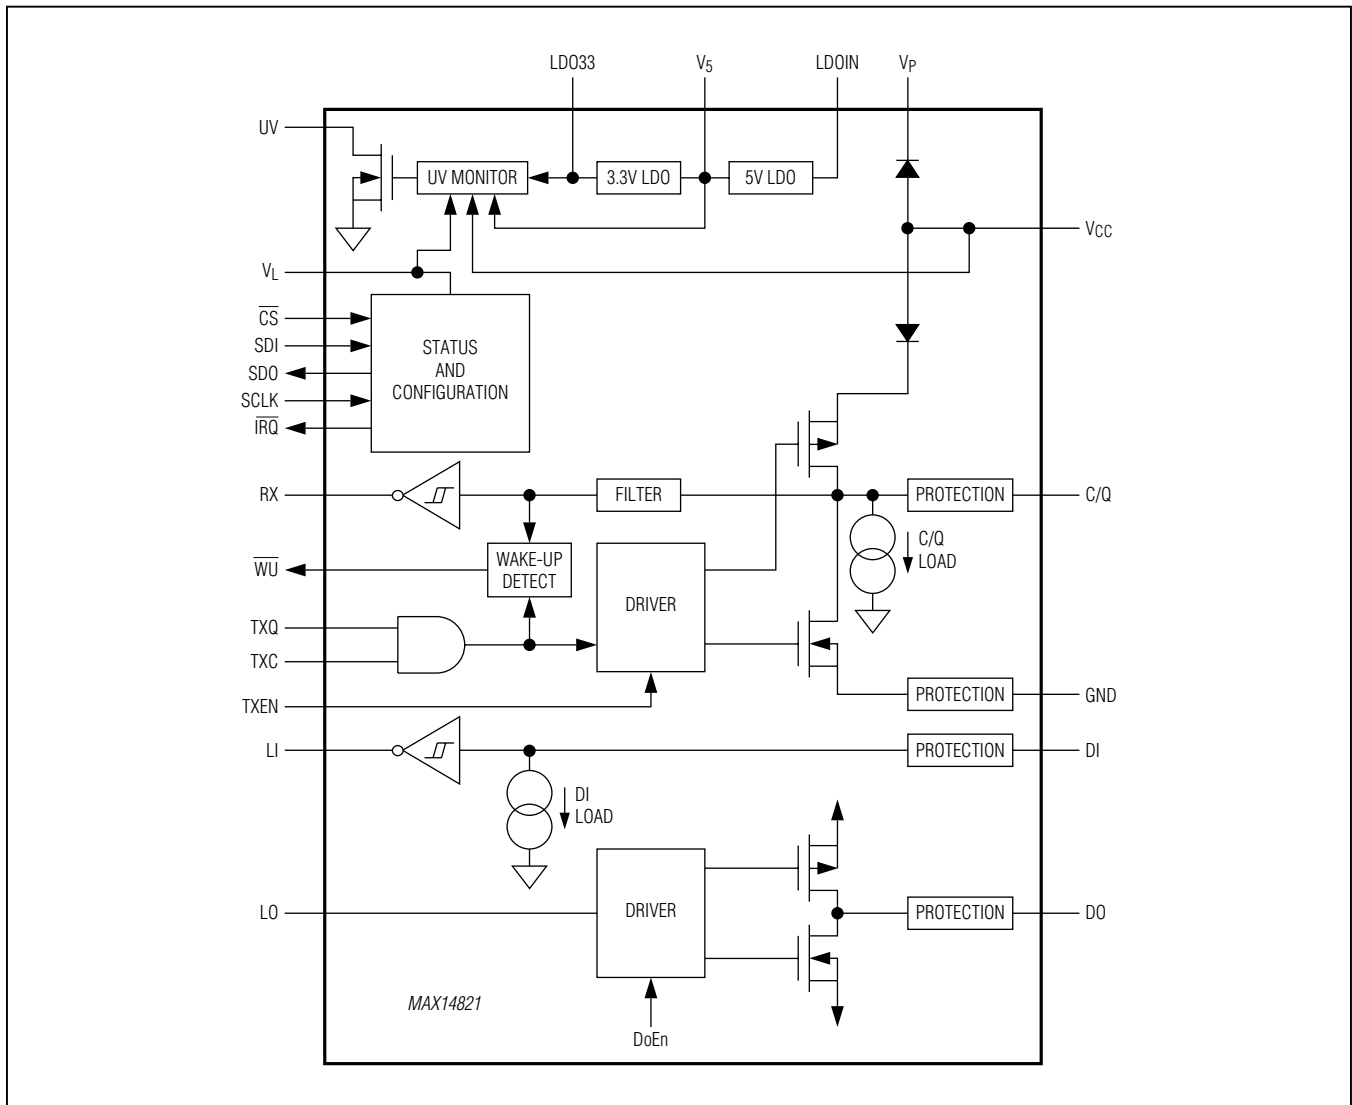 LDO33 V5 LDOIN VP
UV
UV MONITOR 3.3V LDO 5V LDO
VCC
VL
CS
SDI
SDO
SCLK
IRQ
STATUS
AND
CONFIGURATION
RX FILTER PROTECTION C/Q
C/Q
LOAD
WU
WAKE-UP
DETECT
DRIVER
TXQ
TXC
TXEN
PROTECTION GND
LI PROTECTION DI
DI
LOAD
LO DRIVER PROTECTION DO
MAX14821
DoEn